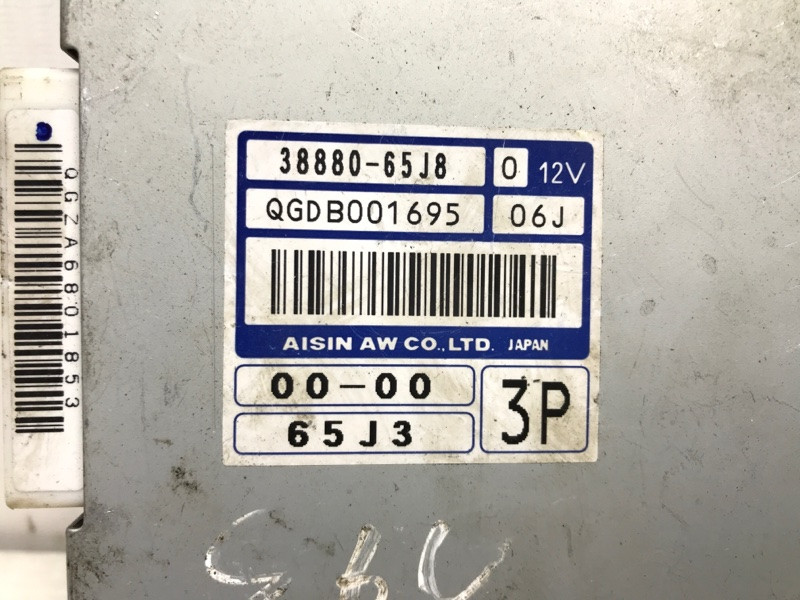 38880-65J8 0 12V
QGDB001695 06J
AISIN AW CO.,LTD. JAPAN
00-00
65J3
3P
QGZA6801853